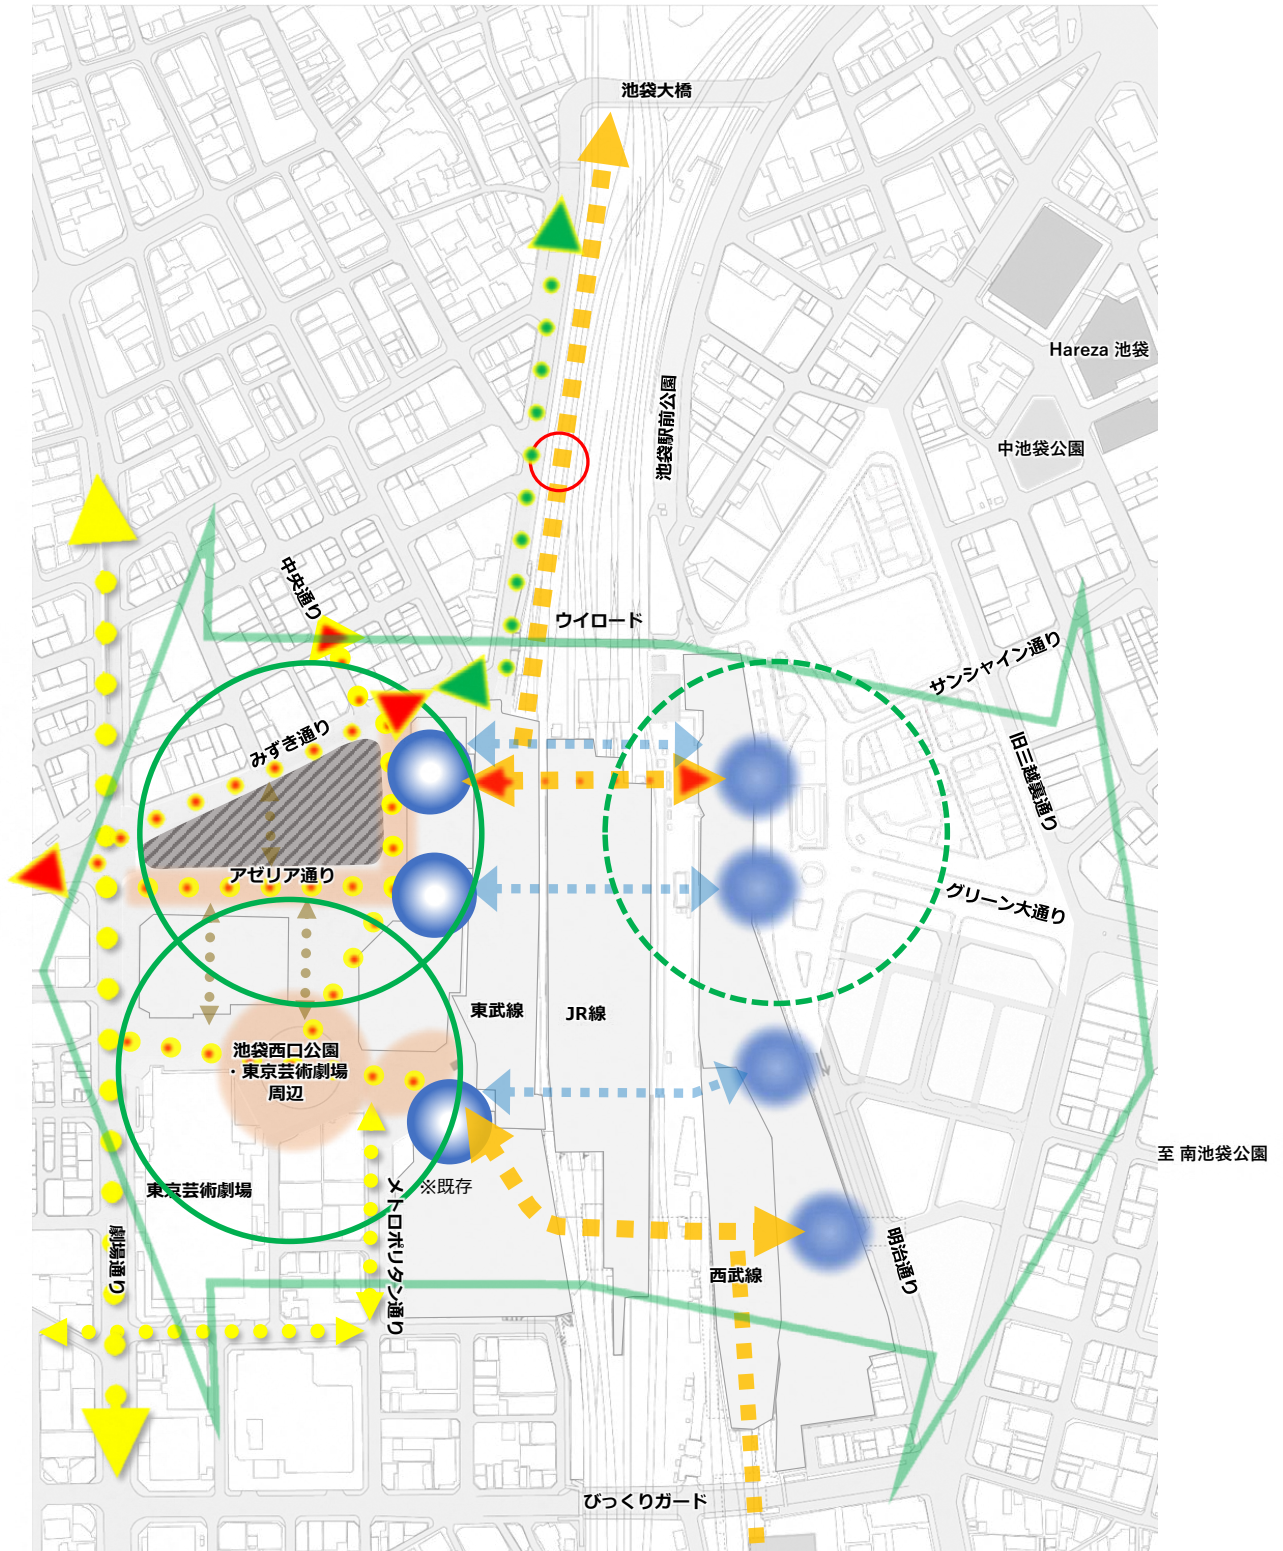 池袋大橋
Hareza 池袋
池袋駅前公園
中池袋公園
中央通り
ウイロード
サンシャイン通り
みずき通り
旧三越裏通り
アゼリア通り
グリーン大通り
東武線
JR線
池袋西口公園
・東京芸術劇場
周辺
至 南池袋公園
東京芸術劇場
※既存
メトロポリタン通り
劇場通り
西武線
明治通り
びっくりガード